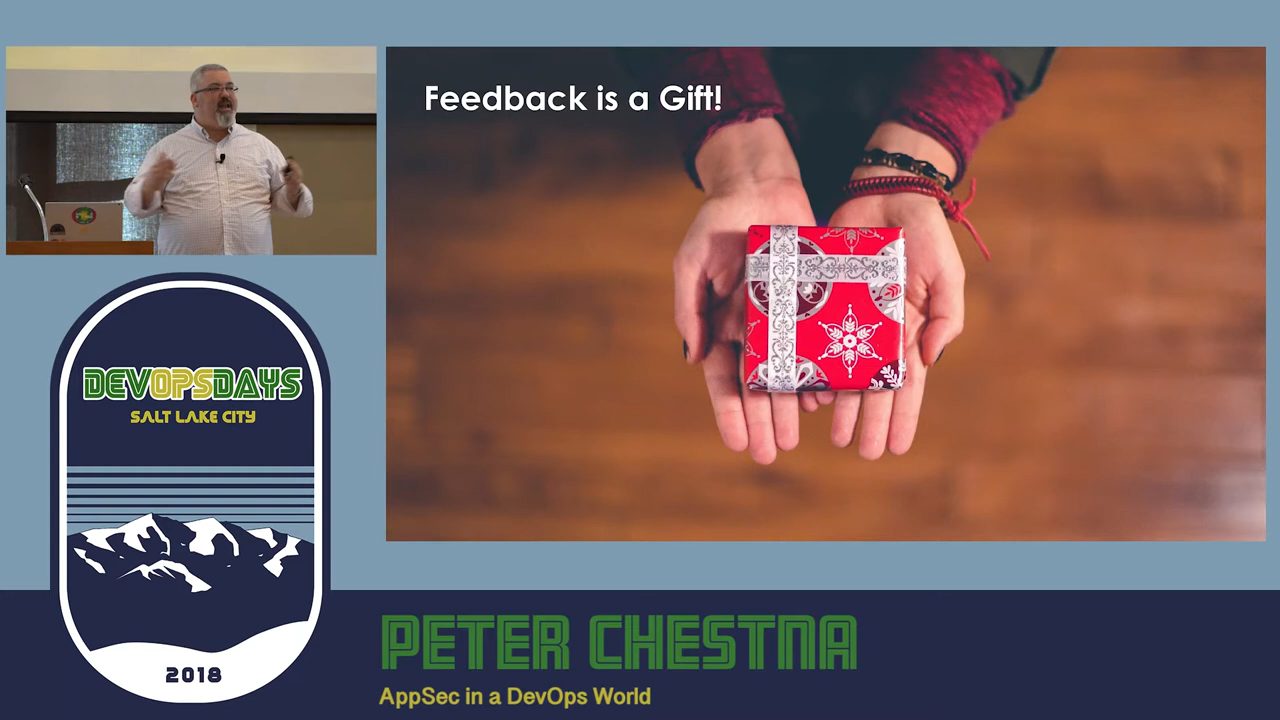 Feedback is a Gift!
DEVOPSDAYS
SALT LAKE CITY
2018
PETER CHESTNA
AppSec in a DevOps World